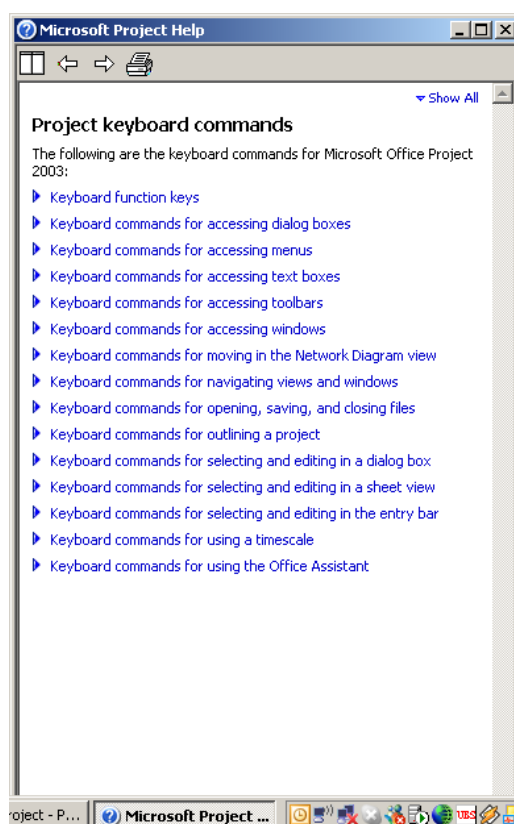 Microsoft Project Help
Show All
Project keyboard commands
The following are the keyboard commands for Microsoft Office Project
2003:
Keyboard function keys
Keyboard commands for accessing dialog boxes
Keyboard commands for accessing menus
Keyboard commands for accessing text boxes
Keyboard commands for accessing toolbars
Keyboard commands for accessing windows
Keyboard commands for moving in the Network Diagram view
Keyboard commands for navigating views and windows
Keyboard commands for opening, saving, and closing files
Keyboard commands for outlining a project
Keyboard commands for selecting and editing in a dialog box
Keyboard commands for selecting and editing in a sheet view
Keyboard commands for selecting and editing in the entry bar
Keyboard commands for using a timescale
Keyboard commands for using the Office Assistant
roject - P... Microsoft Project ... UBS